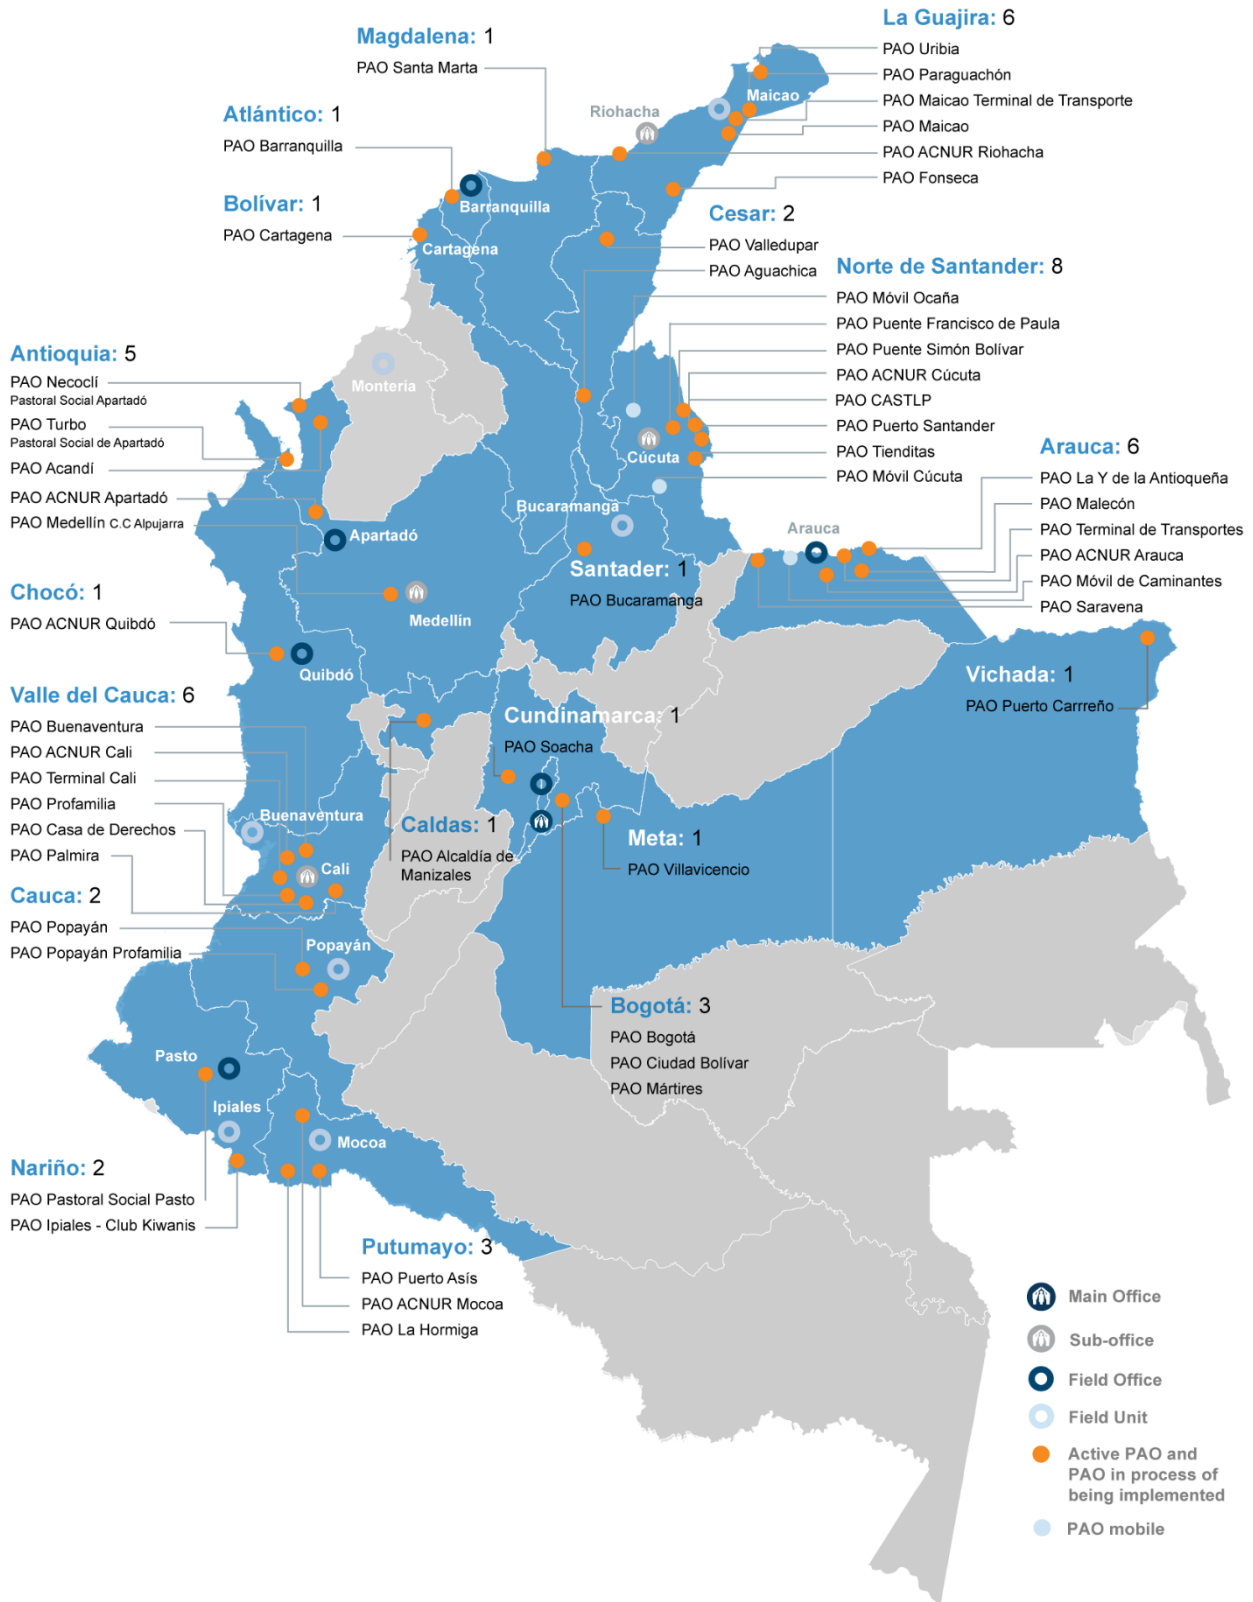 La Guajira: 6
PAO Uribia
PAO Paraguachón
PAO Maicao Terminal de Transporte
PAO Maicao
PAO ACNUR Riohacha
PAO Fonseca
Magdalena: 1
PAO Santa Marta
Riohacha
Maicao
Atlántico: 1
PAO Barranquilla
Barranquilla
Bolívar: 1
PAO Cartagena
Cartagena
Cesar: 2
PAO Valledupar
PAO Aguachica
Norte de Santander: 8
PAO Móvil Ocaña
PAO Puente Francisco de Paula
PAO Puente Simón Bolívar
PAO ACNUR Cúcuta
PAO CASTLP
PAO Puerto Santander
PAO Tienditas
PAO Móvil Cúcuta
Cúcuta
Antioquia: 5
PAO Necoclí
Pastoral Social Apartadó
PAO Turbo
Pastoral Social de Apartadó
PAO Acandí
PAO ACNUR Apartadó
PAO Medellín C.C Alpujarra
Montería
Apartadó
Medellín
Bucaramanga
Santader: 1
PAO Bucaramanga
Arauca: 6
PAO La Y de la Antioqueña
PAO Malecón
PAO Terminal de Transportes
PAO ACNUR Arauca
PAO Móvil de Caminantes
PAO Saravena
Arauca
Chocó: 1
PAO ACNUR Quibdó
Quibdó
Vichada: 1
PAO Puerto Carrreño
Valle del Cauca: 6
PAO Buenaventura
PAO ACNUR Cali
PAO Terminal Cali
PAO Profamilia
PAO Casa de Derechos
PAO Palmira
Buenaventura
Cali
Cundinamarca: 1
PAO Soacha
Caldas: 1
PAO Alcaldía de
Manizales
Meta: 1
PAO Villavicencio
Cauca: 2
PAO Popayán
PAO Popayán Profamilia
Popayán
Bogotá: 3
PAO Bogotá
PAO Ciudad Bolívar
PAO Mártires
Pasto
Ipiales
Mocoa
Nariño: 2
PAO Pastoral Social Pasto
PAO Ipiales - Club Kiwanis
Putumayo: 3
PAO Puerto Asís
PAO ACNUR Mocoa
PAO La Hormiga
Main Office
Sub-office
Field Office
Field Unit
Active PAO and
PAO in process of
being implemented
PAO mobile